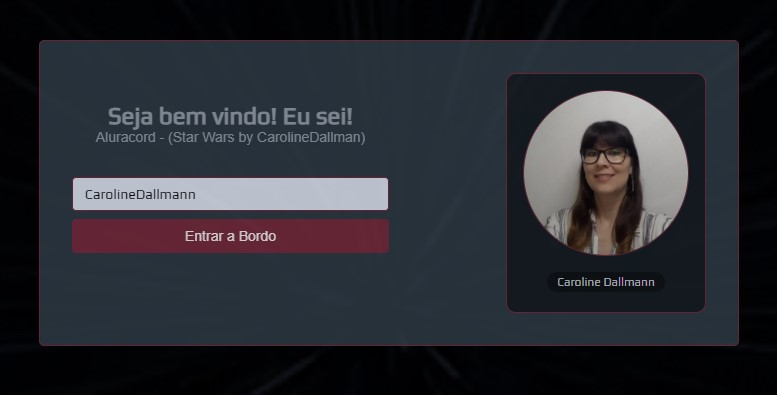 Seja bem vindo! Eu sei!
Aluracord - (Star Wars by CarolineDallman)
CarolineDallmann
Entrar a Bordo
Caroline Dallmann